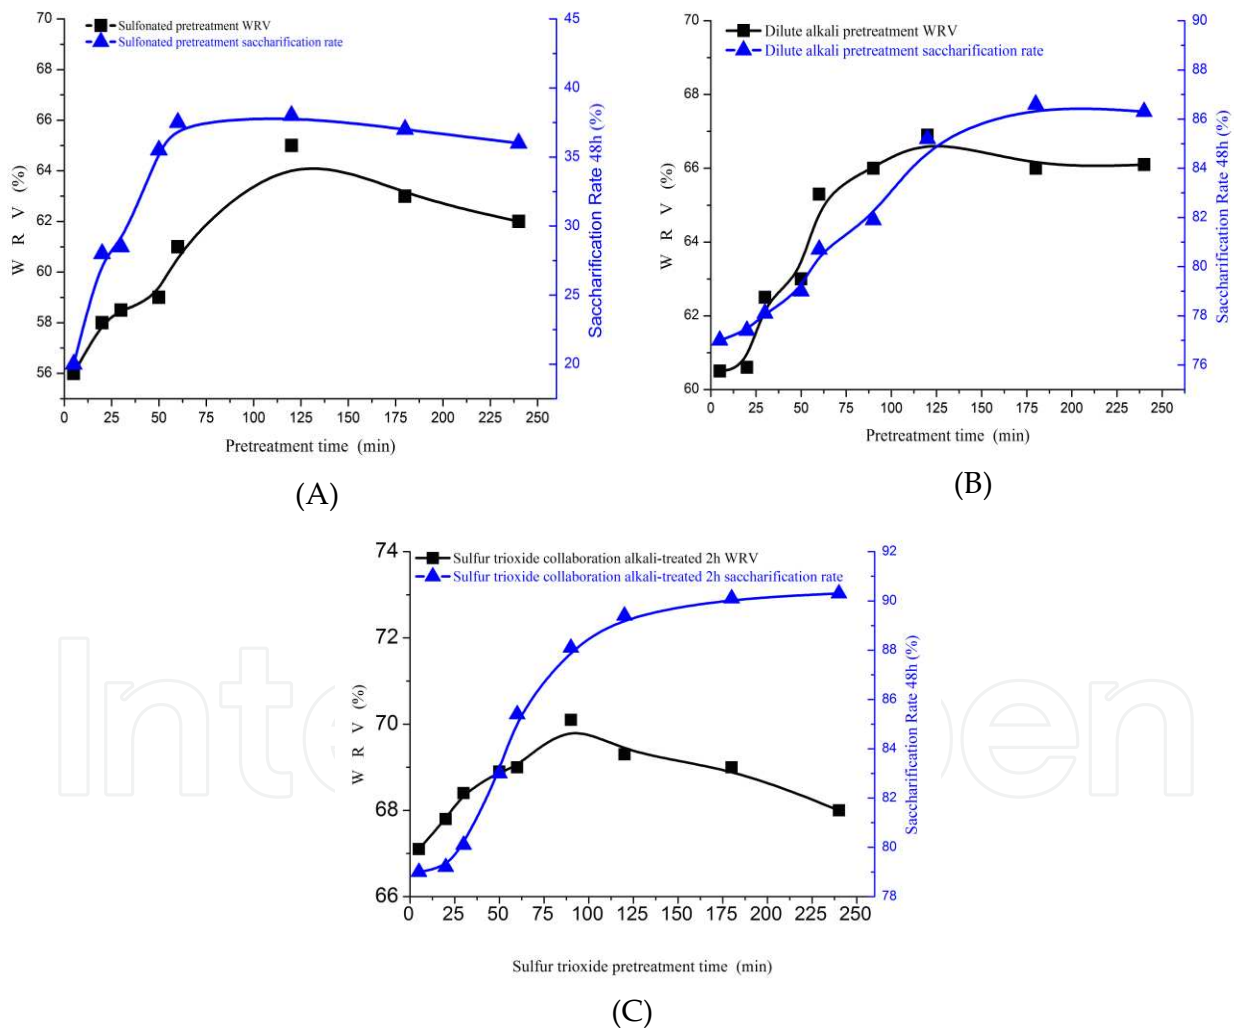 70
68
66
64
62
60
58
56
W R V (%)
Sulfonated pretreatment WRV
Sulfonated pretreatment saccharification rate
45
40
35
30
25
20
Saccharification Rate 48h (%)
0 25 50 75 100 125 150 175 200 225 250
Pretreatment time (min)
(A)
70
68
66
64
62
60
W R V (%)
Dilute alkali pretreatment WRV
Dilute alkali pretreatment saccharification rate
90
88
86
84
82
80
78
76
Saccharification Rate 48h (%)
0 25 50 75 100 125 150 175 200 225 250
Pretreatment time (min)
(B)
74
72
70
68
66
W R V (%)
Sulfur trioxide collaboration alkali-treated 2h WRV
Sulfur trioxide collaboration alkali-treated 2h saccharification rate
92
90
88
86
84
82
80
78
Saccharification Rate 48h (%)
0 25 50 75 100 125 150 175 200 225 250
Sulfur trioxide pretreatment time (min)
(C)